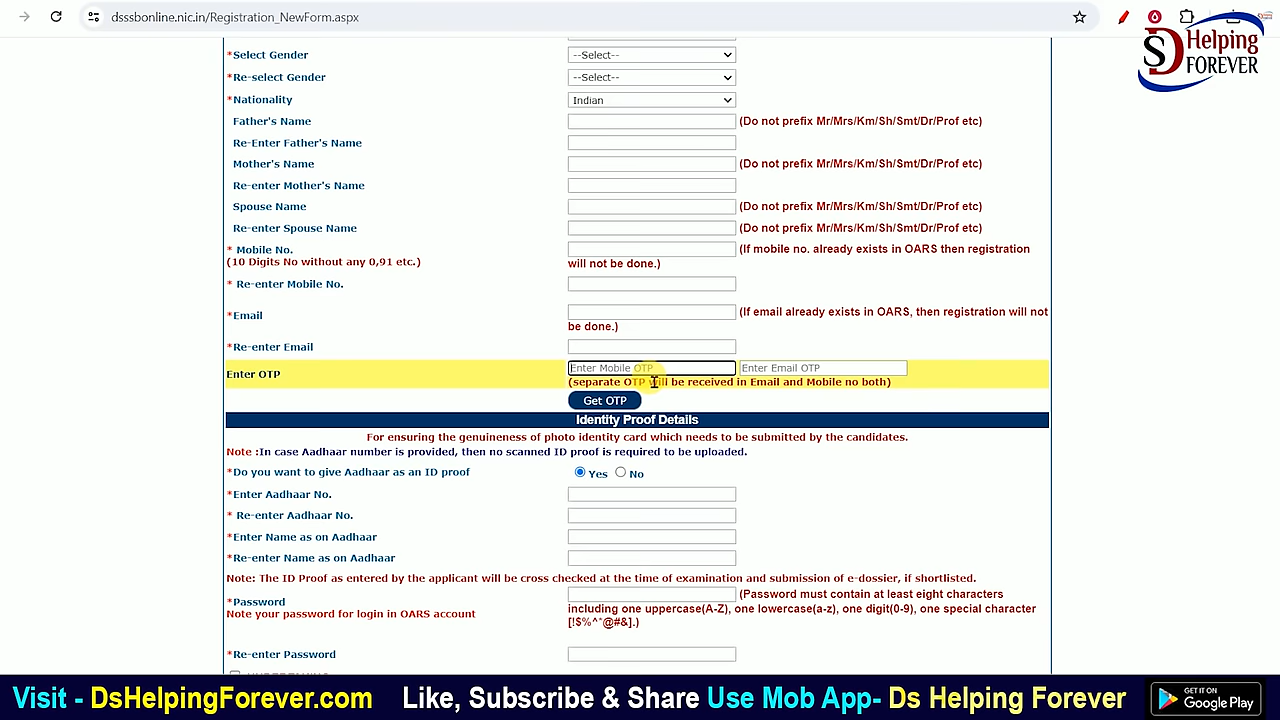 dsssbonline.nic.in/Registration_NewForm.aspx
SD Helping FOREVER
*Select Gender --Select--
*Re-select Gender --Select--
*Nationality Indian
Father's Name (Do not prefix Mr/Mrs/Km/Sh/Smt/Dr/Prof etc)
Re-Enter Father's Name
Mother's Name (Do not prefix Mr/Mrs/Km/Sh/Smt/Dr/Prof etc)
Re-enter Mother's Name
Spouse Name (Do not prefix Mr/Mrs/Km/Sh/Smt/Dr/Prof etc)
Re-enter Spouse Name (Do not prefix Mr/Mrs/Km/Sh/Smt/Dr/Prof etc)
* Mobile No. (If mobile no. already exists in OARS then registration
(10 Digits No without any 0,91 etc.) will not be done.)
* Re-enter Mobile No.
*Email (If email already exists in OARS, then registration will not
be done.)
*Re-enter Email
Enter OTP Enter Mobile OTP Enter Email OTP
(separate OTP will be received in Email and Mobile no both)
Get OTP
Identity Proof Details
For ensuring the genuineness of photo identity card which needs to be submitted by the candidates.
Note :In case Aadhaar number is provided, then no scanned ID proof is required to be uploaded.
*Do you want to give Aadhaar as an ID proof Yes No
*Enter Aadhaar No.
* Re-enter Aadhaar No.
*Enter Name as on Aadhaar
*Re-enter Name as on Aadhaar
Note: The ID Proof as entered by the applicant will be cross checked at the time of examination and submission of e-dossier, if shortlisted.
*Password (Password must contain at least eight characters
Note your password for login in OARS account including one uppercase(A-Z), one lowercase(a-z), one digit(0-9), one special character
[!$%^*@#&].)
*Re-enter Password
Visit - DsHelpingForever.com Like, Subscribe & Share Use Mob App- Ds Helping Forever GET IT ON Google Play